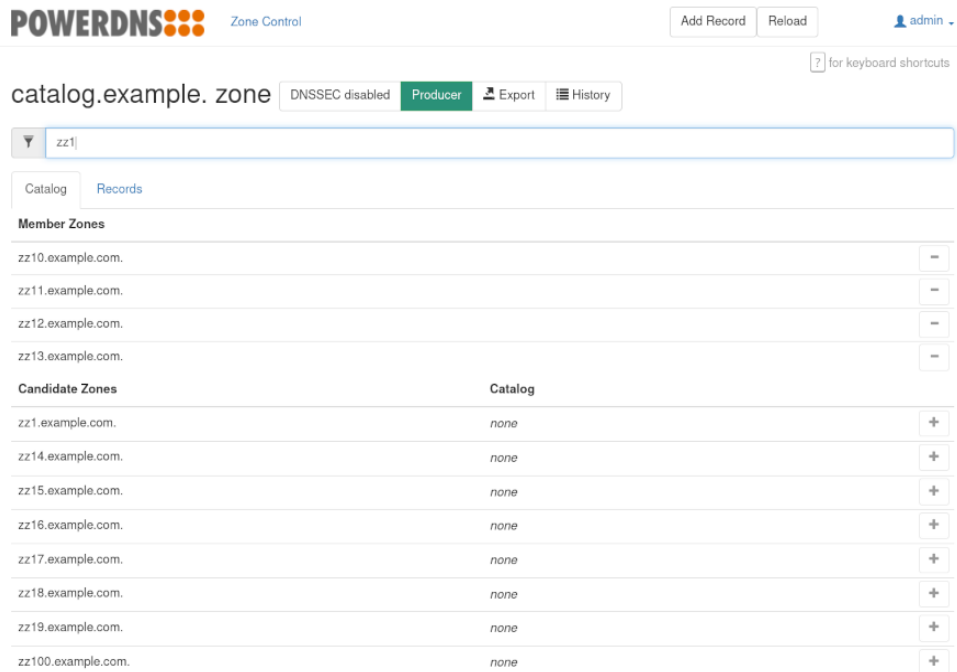 POWERDNS Zone Control Add Record Reload admin
? for keyboard shortcuts
catalog.example. zone DNSSEC disabled Producer Export History
zz1
Catalog Records
Member Zones
zz10.example.com. −
zz11.example.com. −
zz12.example.com. −
zz13.example.com. −
Candidate Zones Catalog
zz1.example.com. none +
zz14.example.com. none +
zz15.example.com. none +
zz16.example.com. none +
zz17.example.com. none +
zz18.example.com. none +
zz19.example.com. none +
zz100.example.com. none +